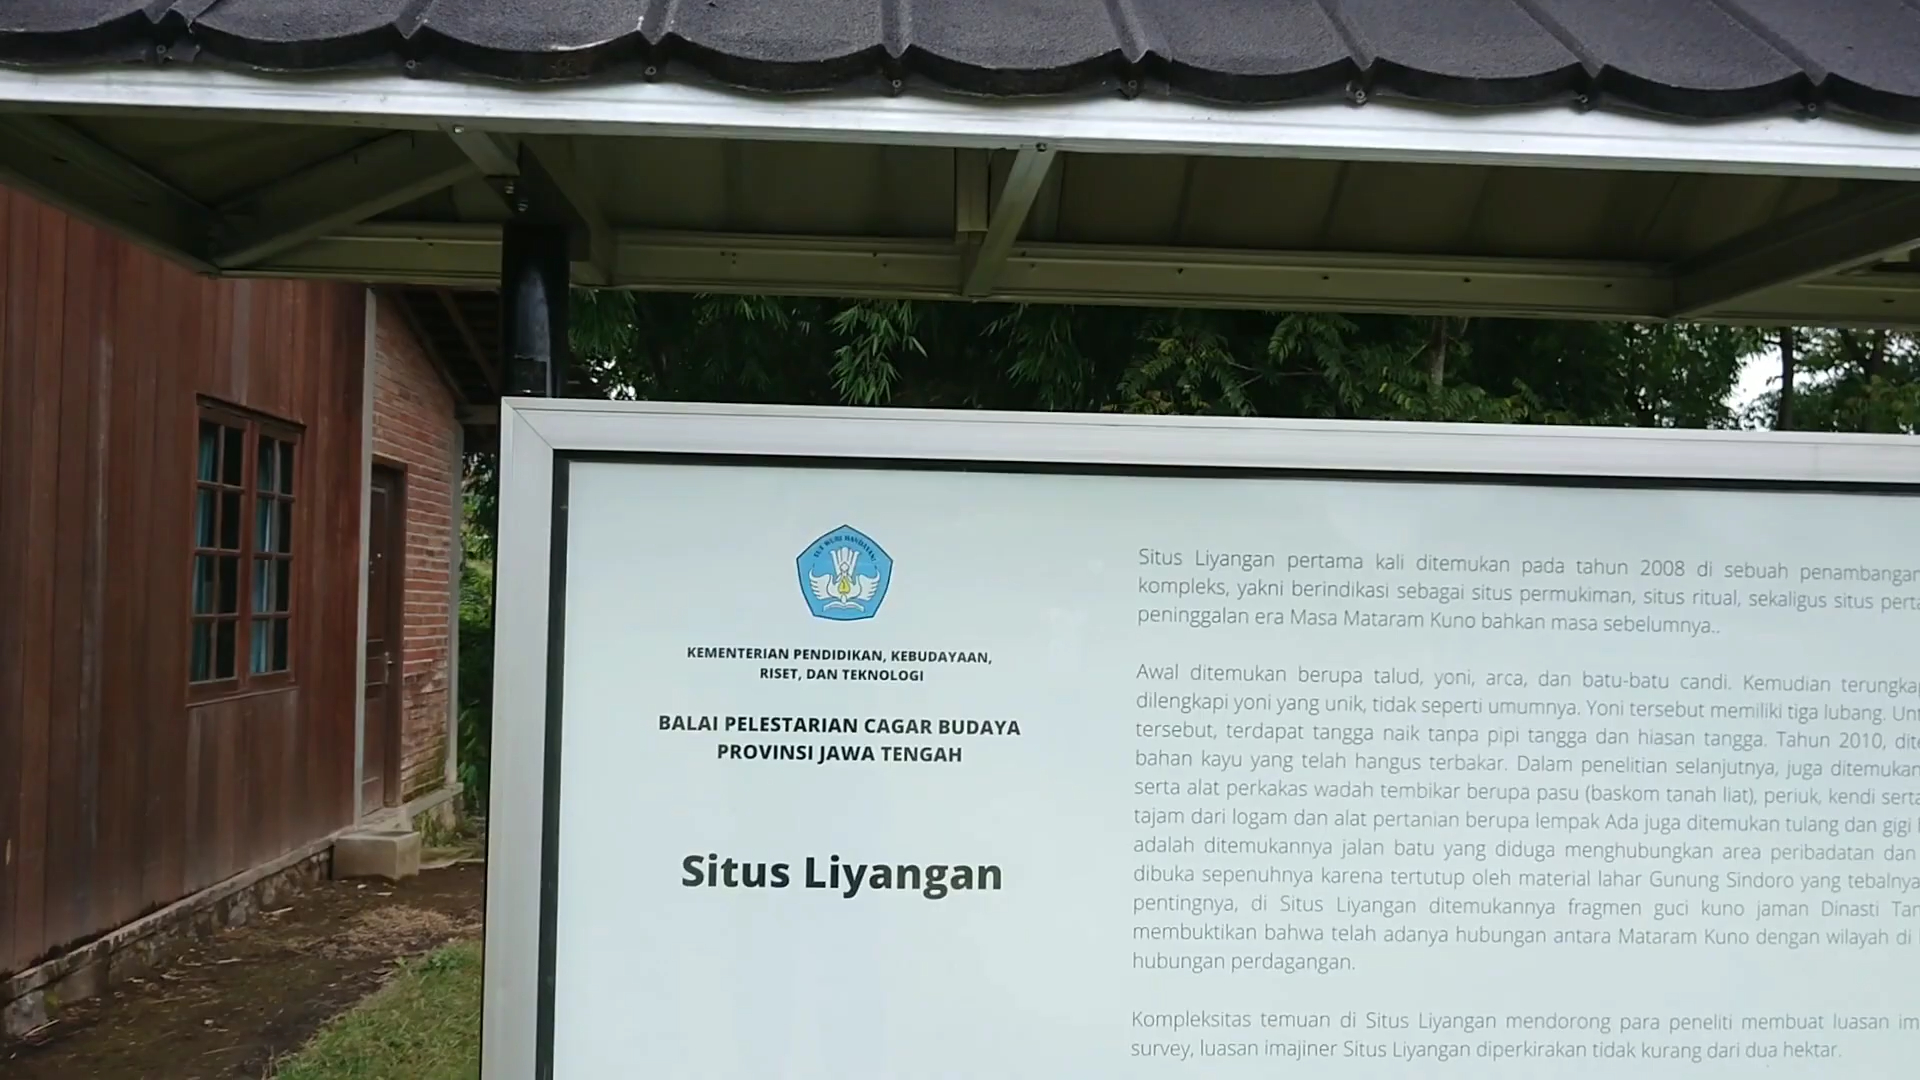 TUT WURI HANDAYANI
KEMENTERIAN PENDIDIKAN, KEBUDAYAAN,
RISET, DAN TEKNOLOGI
BALAI PELESTARIAN CAGAR BUDAYA
PROVINSI JAWA TENGAH
Situs Liyangan
Situs Liyangan pertama kali ditemukan pada tahun 2008 di sebuah penambangan
kompleks, yakni berindikasi sebagai situs permukiman, situs ritual, sekaligus situs
peninggalan era Masa Mataram Kuno bahkan masa sebelumnya..
Awal ditemukan berupa talud, yoni, arca, dan batu-batu candi. Kemudian
dilengkapi yoni yang unik, tidak seperti umumnya. Yoni tersebut memiliki tiga lubang.
tersebut, terdapat tangga naik tanpa pipi tangga dan hiasan tangga. Tahun 2010,
bahan kayu yang telah hangus terbakar. Dalam penelitian selanjutnya, juga ditemukan
serta alat perkakas wadah tembikar berupa pasu (baskom tanah liat), periuk, kendi
tajam dari logam dan alat pertanian berupa lempak Ada juga ditemukan tulang dan gigi
adalah ditemukannya jalan batu yang diduga menghubungkan area peribadatan dan
dibuka sepenuhnya karena tertutup oleh material lahar Gunung Sindoro yang tebalnya
pentingnya, di Situs Liyangan ditemukannya fragmen guci kuno jaman Dinasti
membuktikan bahwa telah adanya hubungan antara Mataram Kuno dengan wilayah di
hubungan perdagangan.
Kompleksitas temuan di Situs Liyangan mendorong para peneliti membuat luasan
survey, luasan imajiner Situs Liyangan diperkirakan tidak kurang dari dua hektar.